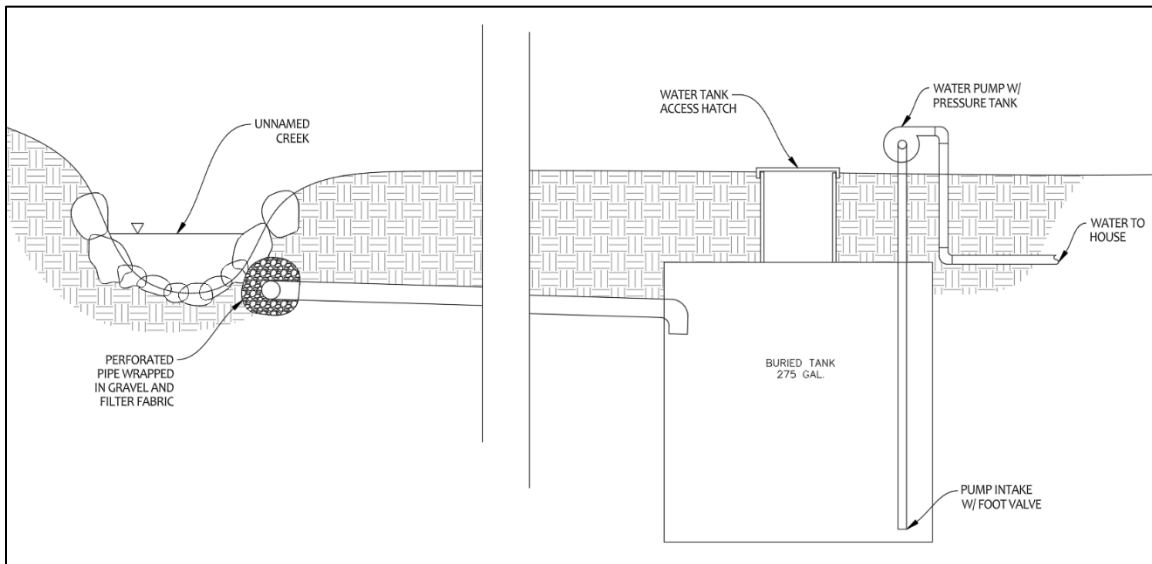 UNNAMED
CREEK
WATER TANK
ACCESS HATCH
WATER PUMP W/
PRESSURE TANK
WATER TO
HOUSE
PERFORATED
PIPE WRAPPED
IN GRAVEL AND
FILTER FABRIC
BURIED TANK
275 GAL.
PUMP INTAKE
W/ FOOT VALVE